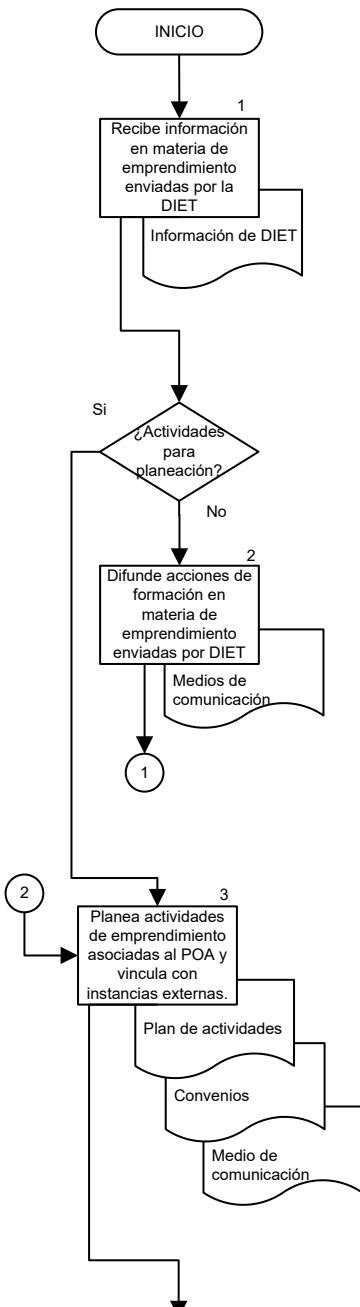 INICIO
1
Recibe información
en materia de
emprendimiento
enviadas por la
DIET
Información de DIET
Si
¿Actividades
para
planeación?
No
2
Difunde acciones de
formación en
materia de
emprendimiento
enviadas por DIET
Medios de
comunicación
1
2
3
Planea actividades
de emprendimiento
asociadas al POA y
vincula con
instancias externas.
Plan de actividades
Convenios
Medio de
comunicación